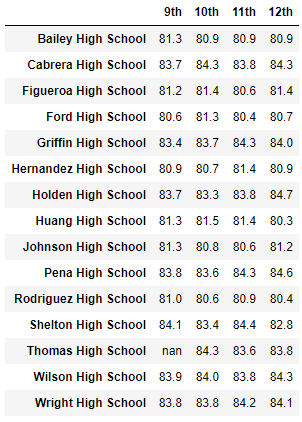 9th 10th 11th 12th
Bailey High School 81.3 80.9 80.9 80.9
Cabrera High School 83.7 84.3 83.8 84.3
Figueroa High School 81.2 81.4 80.6 81.4
Ford High School 80.6 81.3 80.4 80.7
Griffin High School 83.4 83.7 84.3 84.0
Hernandez High School 80.9 80.7 81.4 80.9
Holden High School 83.7 83.3 83.8 84.7
Huang High School 81.3 81.5 81.4 80.3
Johnson High School 81.3 80.8 80.6 81.2
Pena High School 83.8 83.6 84.3 84.6
Rodriguez High School 81.0 80.6 80.9 80.4
Shelton High School 84.1 83.4 84.4 82.8
Thomas High School nan 84.3 83.6 83.8
Wilson High School 83.9 84.0 83.8 84.3
Wright High School 83.8 83.8 84.2 84.1